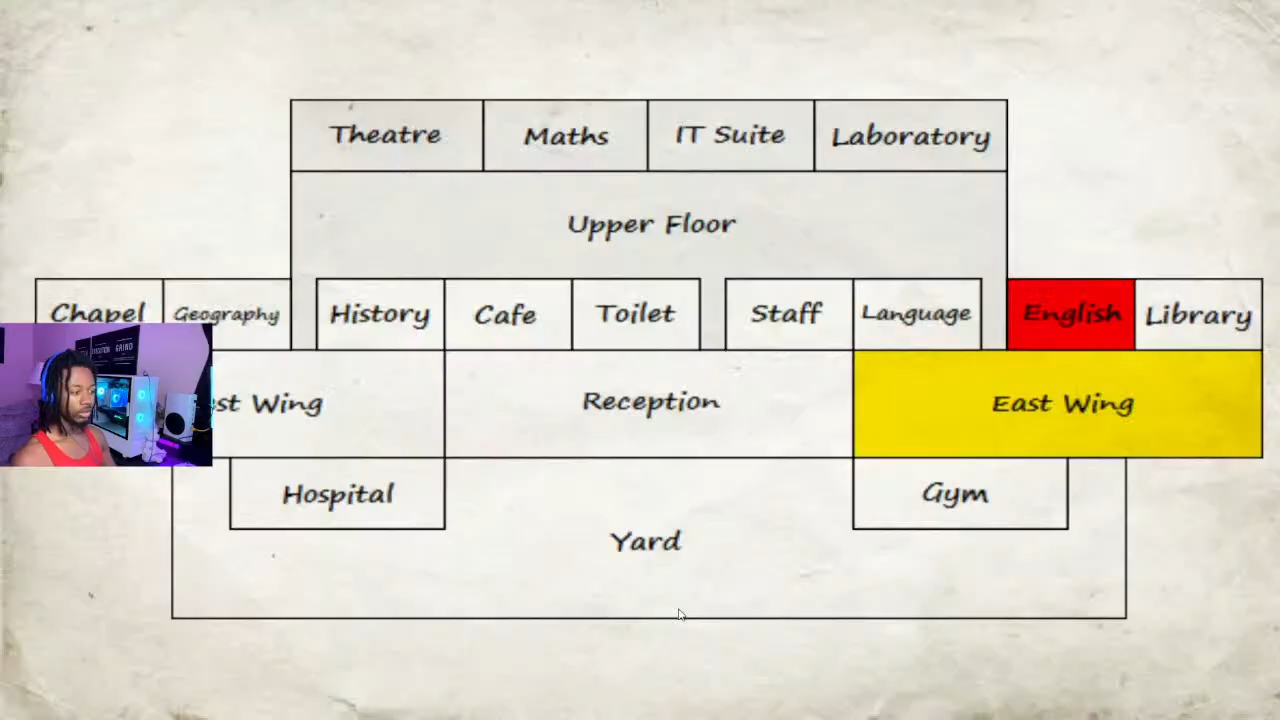 Theatre Maths IT Suite Laboratory
Upper Floor
Chapel Geography History Cafe Toilet Staff Language English Library
Wing Reception East Wing
Hospital Gym
Yard
GRIND